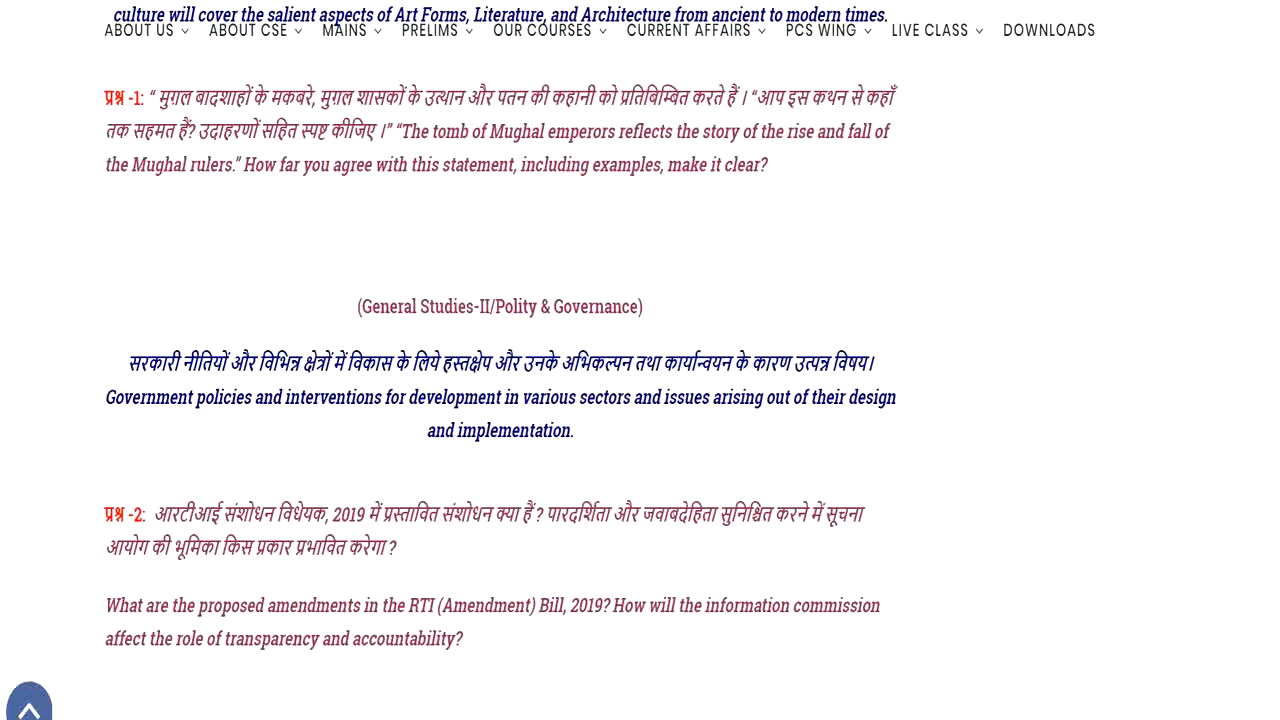 culture will cover the salient aspects of Art Forms, Literature, and Architecture from ancient to modern times.
ABOUT US ABOUT CSE MAINS PRELIMS OUR COURSES CURRENT AFFAIRS PCS WING LIVE CLASS DOWNLOADS
प्रश्न -1: “ मुग़ल बादशाहों के मकबरे, मुग़ल शासकों के उत्थान और पतन की कहानी को प्रतिबिम्बित करते हैं । “आप इस कथन से कहाँ
तक सहमत हैं? उदाहरणों सहित स्पष्ट कीजिए ।” “The tomb of Mughal emperors reflects the story of the rise and fall of
the Mughal rulers.” How far you agree with this statement, including examples, make it clear?
(General Studies-II/Polity & Governance)
सरकारी नीतियों और विभिन्न क्षेत्रों में विकास के लिये हस्तक्षेप और उनके अभिकल्पन तथा कार्यान्वयन के कारण उत्पन्न विषय।
Government policies and interventions for development in various sectors and issues arising out of their design
and implementation.
प्रश्न -2: आरटीआई संशोधन विधेयक, 2019 में प्रस्तावित संशोधन क्या हैं ? पारदर्शिता और जवाबदेहिता सुनिश्चित करने में सूचना
आयोग की भूमिका किस प्रकार प्रभावित करेगा ?
What are the proposed amendments in the RTI (Amendment) Bill, 2019? How will the information commission
affect the role of transparency and accountability?